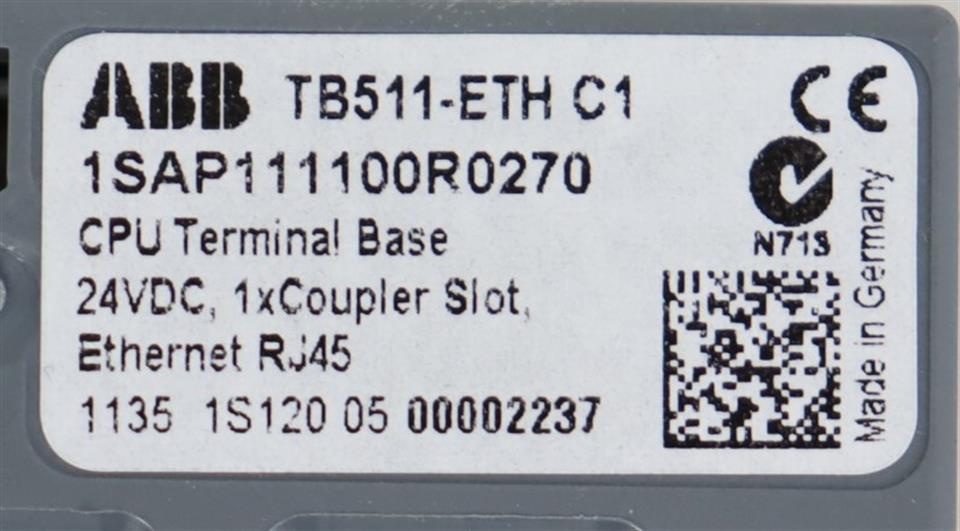 ABB TB511-ETH C1
1SAP111100R0270
CPU Terminal Base
24VDC, 1xCoupler Slot,
Ethernet RJ45
1135 1S120 05 00002237
CE
N713
Made in Germany